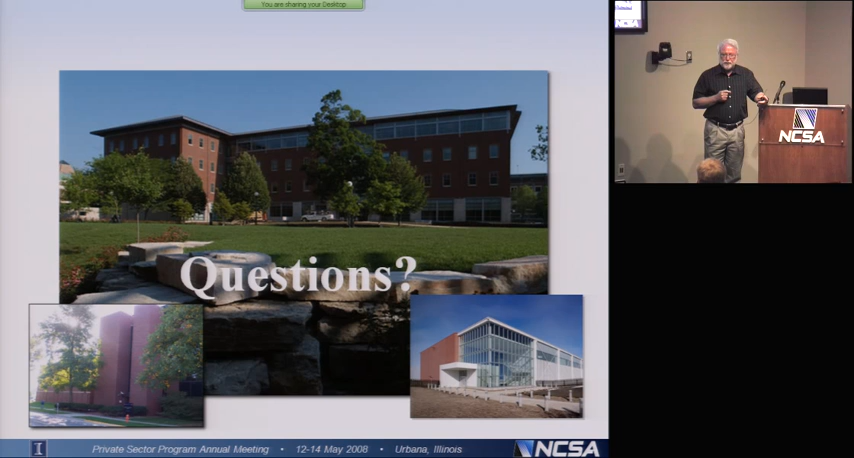 You are sharing your Desktop
Questions?
Private Sector Program Annual Meeting • 12-14 May 2008 • Urbana, Illinois
I
NCSA
NCSA